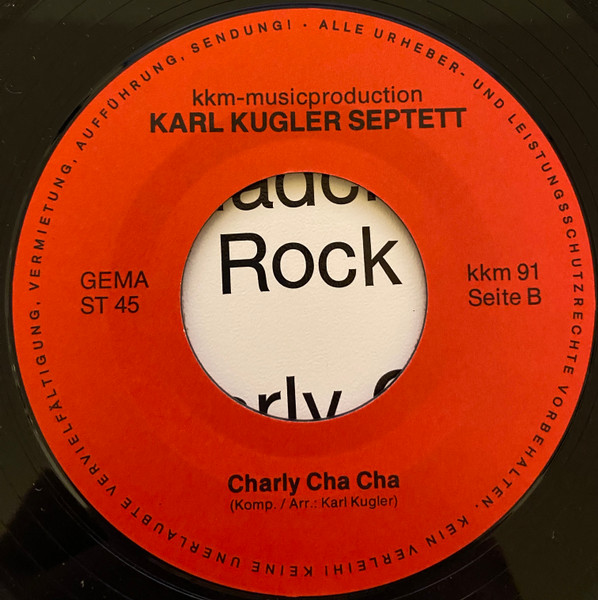 ALLE URHEBER- UND LEISTUNGSSCHUTZRECHTE VORBEHALTEN · KEIN VERLEIH! KEINE UNERLAUBTE VERVIELFÄLTIGUNG, VERMIETUNG, AUFFÜHRUNG, SENDUNG! ·
kkm-musicproduction
KARL KUGLER SEPTETT
Rock
GEMA
ST 45
kkm 91
Seite B
Charly Cha Cha
(Komp. / Arr.: Karl Kugler)